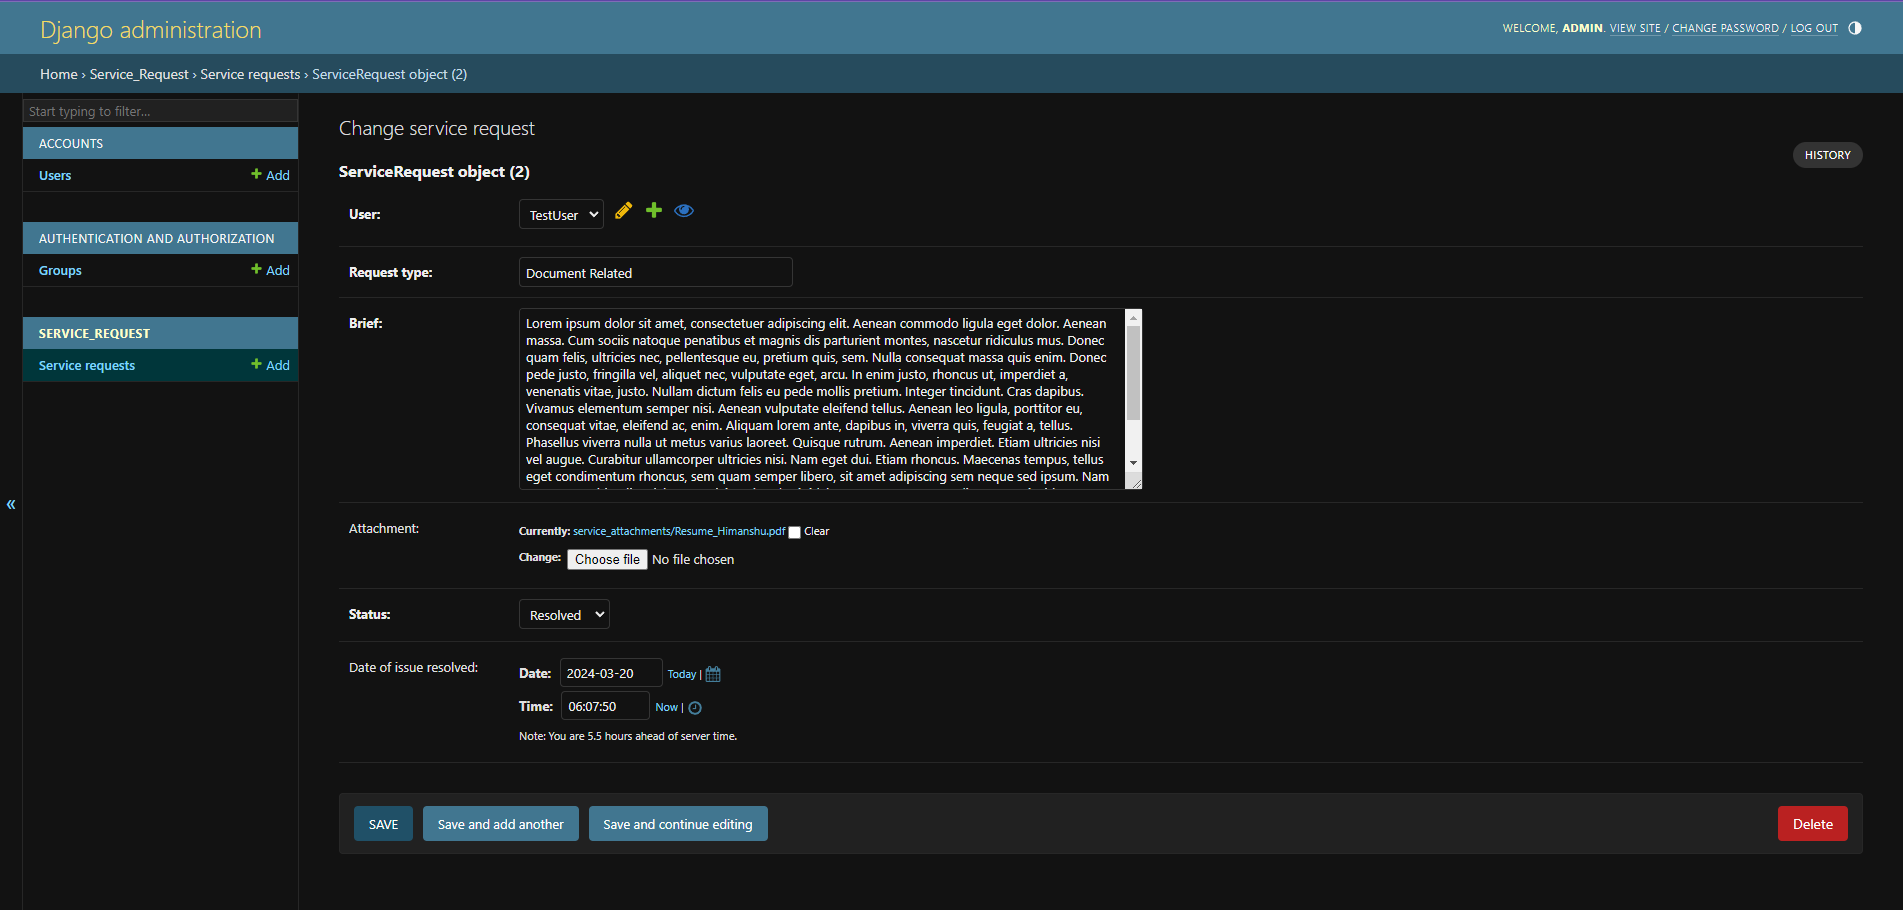 Django administration
WELCOME, ADMIN. VIEW SITE / CHANGE PASSWORD / LOG OUT
Home › Service_Request › Service requests › ServiceRequest object (2)
Start typing to filter...
ACCOUNTS
Users + Add
AUTHENTICATION AND AUTHORIZATION
Groups + Add
SERVICE_REQUEST
Service requests + Add
«
Change service request
HISTORY
ServiceRequest object (2)
User: TestUser
Request type: Document Related
Brief: Lorem ipsum dolor sit amet, consectetuer adipiscing elit. Aenean commodo ligula eget dolor. Aenean
massa. Cum sociis natoque penatibus et magnis dis parturient montes, nascetur ridiculus mus. Donec
quam felis, ultricies nec, pellentesque eu, pretium quis, sem. Nulla consequat massa quis enim. Donec
pede justo, fringilla vel, aliquet nec, vulputate eget, arcu. In enim justo, rhoncus ut, imperdiet a,
venenatis vitae, justo. Nullam dictum felis eu pede mollis pretium. Integer tincidunt. Cras dapibus.
Vivamus elementum semper nisi. Aenean vulputate eleifend tellus. Aenean leo ligula, porttitor eu,
consequat vitae, eleifend ac, enim. Aliquam lorem ante, dapibus in, viverra quis, feugiat a, tellus.
Phasellus viverra nulla ut metus varius laoreet. Quisque rutrum. Aenean imperdiet. Etiam ultricies nisi
vel augue. Curabitur ullamcorper ultricies nisi. Nam eget dui. Etiam rhoncus. Maecenas tempus, tellus
eget condimentum rhoncus, sem quam semper libero, sit amet adipiscing sem neque sed ipsum. Nam
Attachment: Currently: service_attachments/Resume_Himanshu.pdf Clear
Change: Choose file No file chosen
Status: Resolved
Date of issue resolved: Date: 2024-03-20 Today |
Time: 06:07:50 Now |
Note: You are 5.5 hours ahead of server time.
SAVE Save and add another Save and continue editing Delete